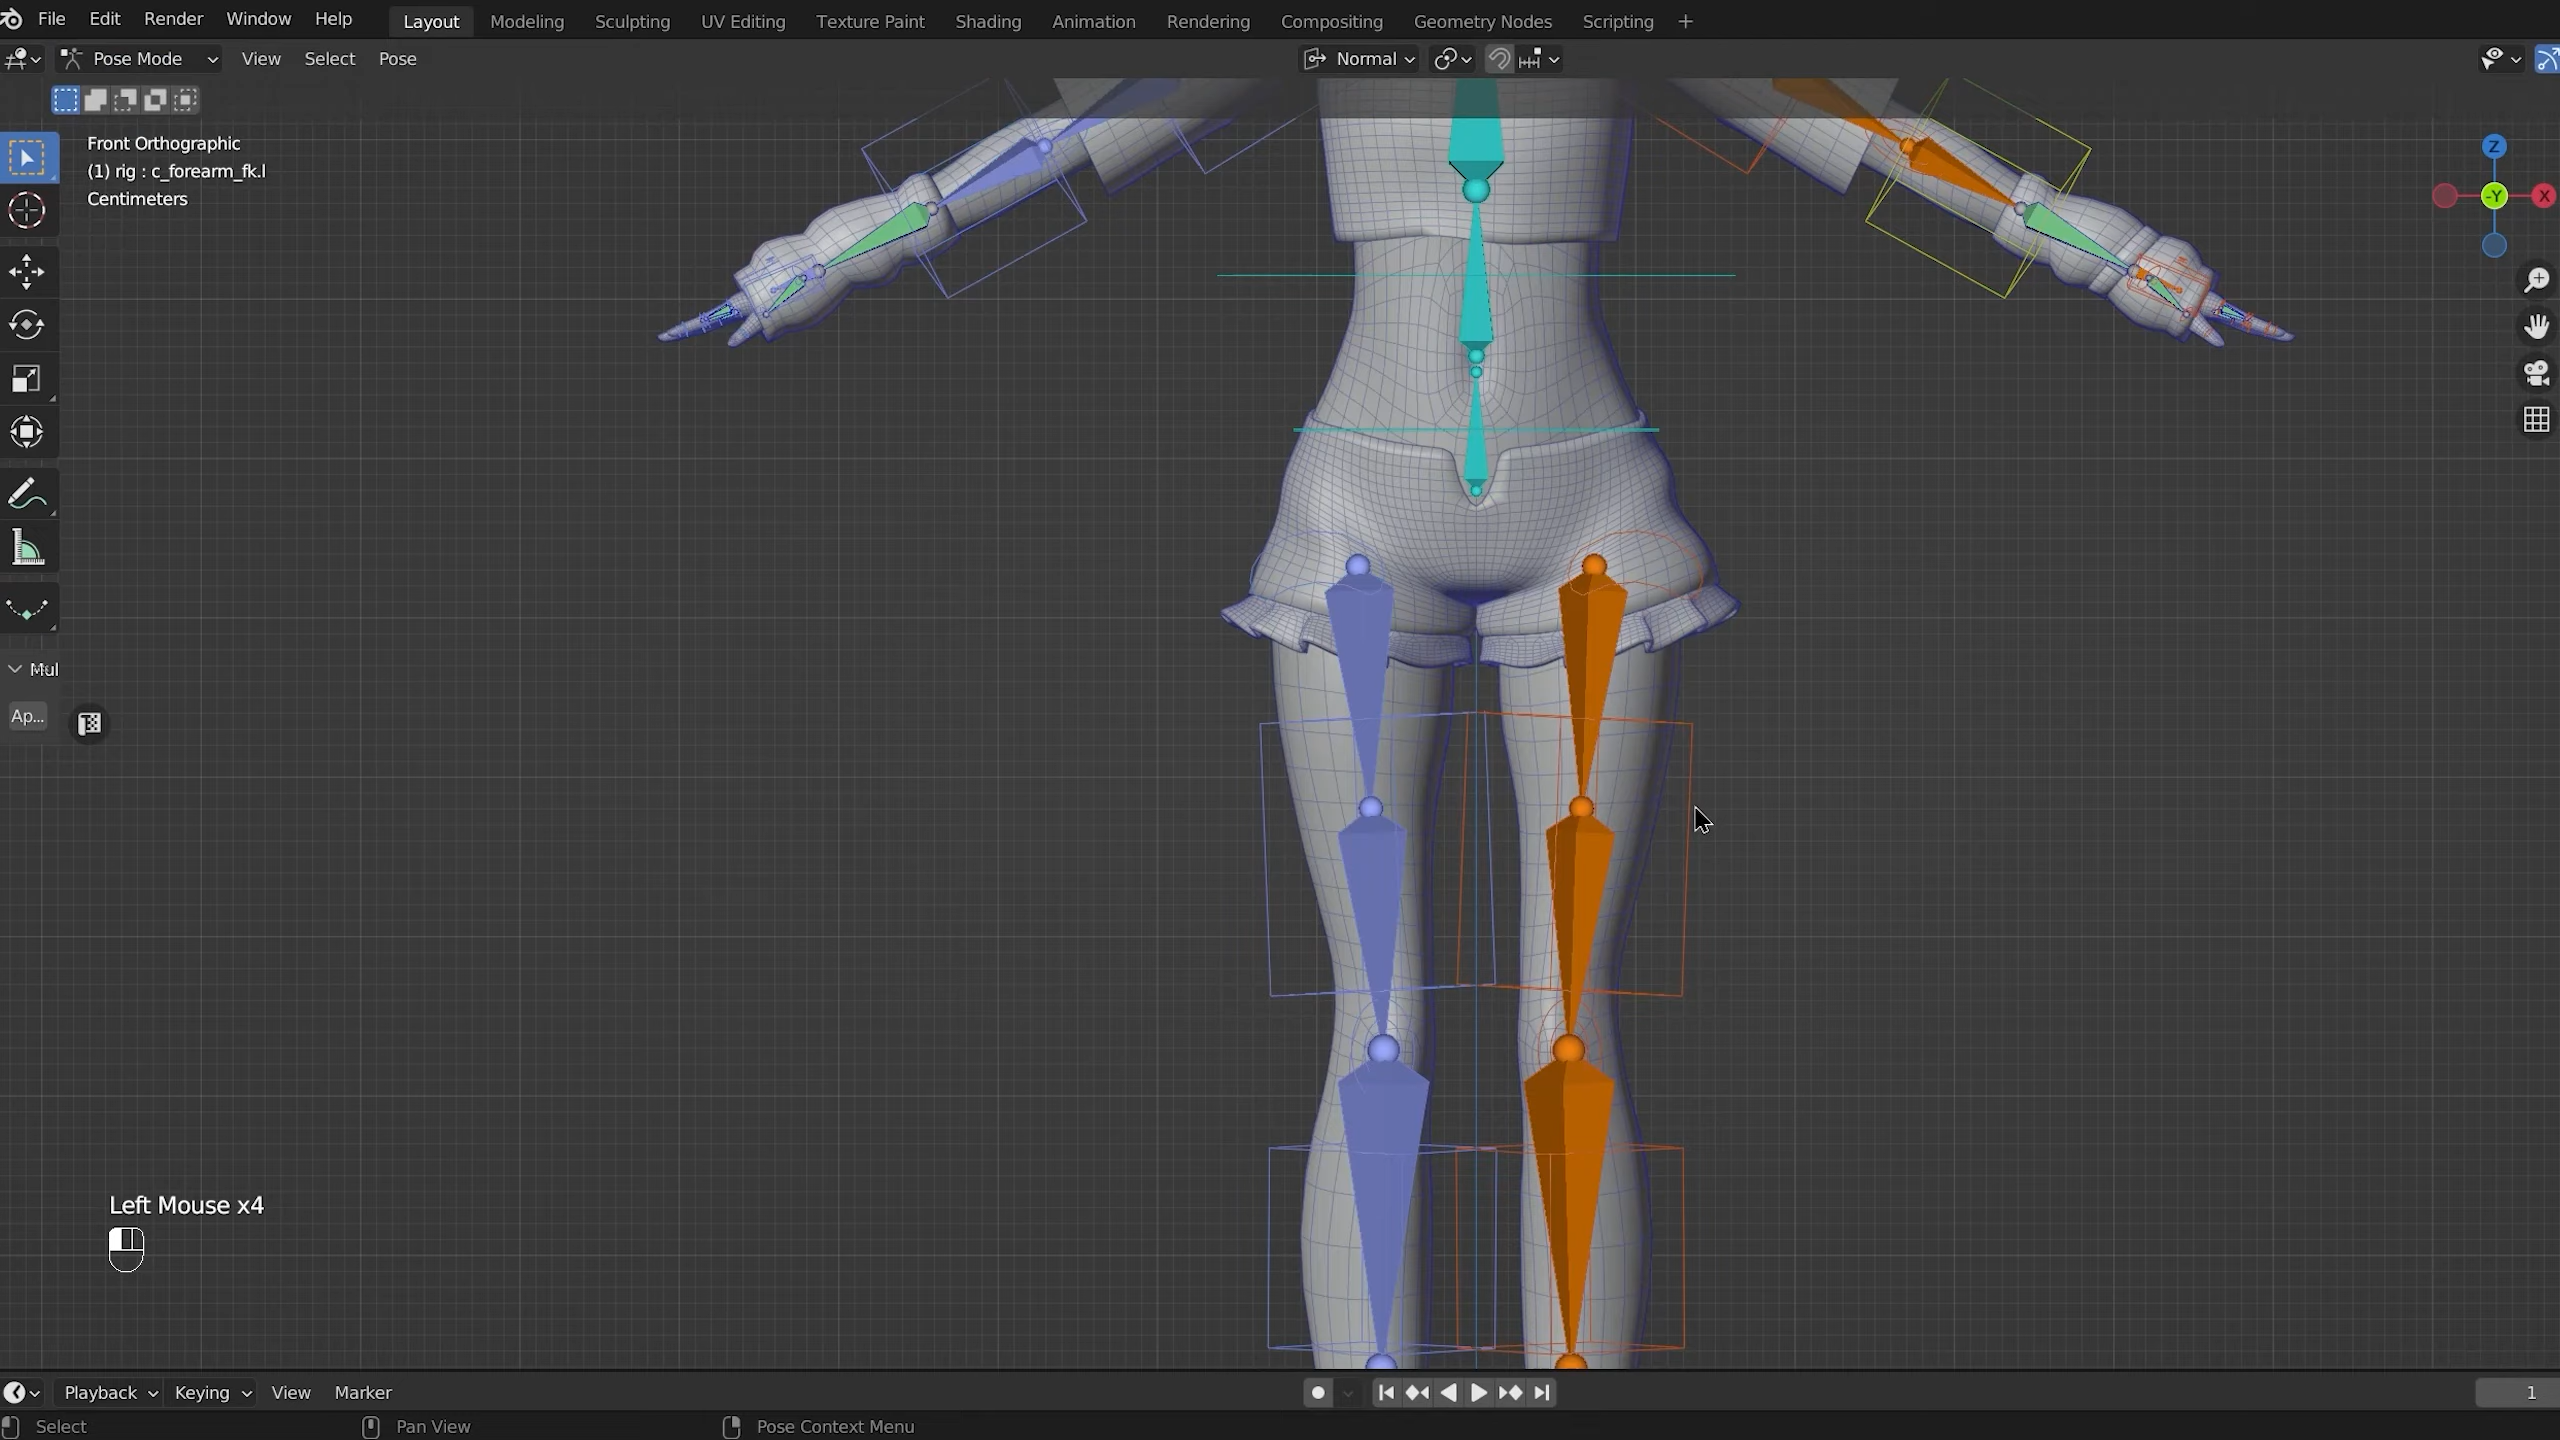 File Edit Render Window Help Layout Modeling Sculpting UV Editing Texture Paint Shading Animation Rendering Compositing Geometry Nodes Scripting +
Pose Mode View Select Pose Normal
Front Orthographic
(1) rig : c_forearm_fk.l
Centimeters
Z
-Y
X
Mul
Ap...
Left Mouse x4
Playback Keying View Marker 1
Select Pan View Pose Context Menu